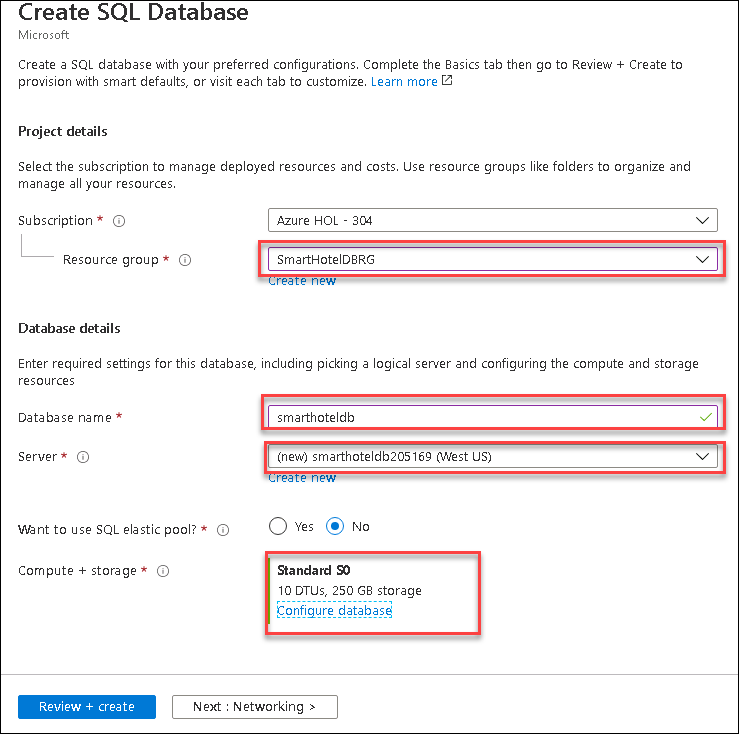 Create SQL Database
Microsoft
Create a SQL database with your preferred configurations. Complete the Basics tab then go to Review + Create to
provision with smart defaults, or visit each tab to customize. Learn more
Project details
Select the subscription to manage deployed resources and costs. Use resource groups like folders to organize and
manage all your resources.
Subscription *
Azure HOL - 304
Resource group *
SmartHotelDBRG
Create new
Database details
Enter required settings for this database, including picking a logical server and configuring the compute and storage
resources
Database name *
smarthoteldb
Server *
(new) smarthoteldb205169 (West US)
Create new
Want to use SQL elastic pool? *
Yes No
Compute + storage *
Standard S0
10 DTUs, 250 GB storage
Configure database
Review + create
Next : Networking >